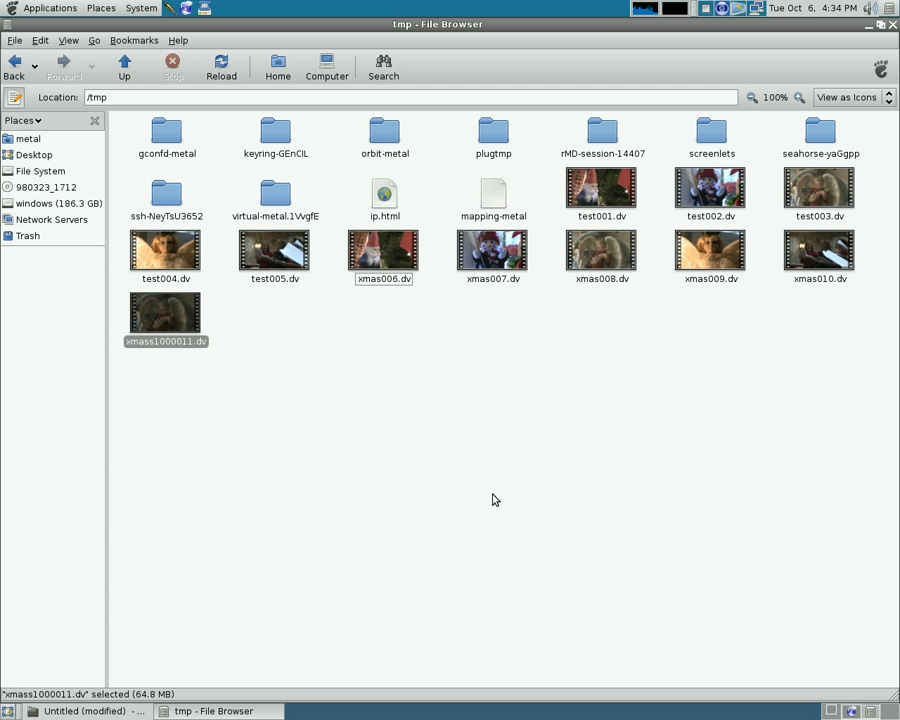 Applications Places System Tue Oct 6, 4:34 PM
tmp - File Browser
File Edit View Go Bookmarks Help
Back Forward Up Stop Reload Home Computer Search
Location: /tmp 100% View as Icons
Places
metal
Desktop
File System
980323_1712
windows (186.3 GB)
Network Servers
Trash
gconfd-metal keyring-GEnCIL orbit-metal plugtmp rMD-session-14407 screenlets seahorse-yaGgpp
ssh-NeyTsU3652 virtual-metal.1VvgfE ip.html mapping-metal test001.dv test002.dv test003.dv
test004.dv test005.dv xmas006.dv xmas007.dv xmas008.dv xmas009.dv xmas010.dv
xmass1000011.dv
"xmass1000011.dv" selected (64.8 MB)
Untitled (modified) - ... tmp - File Browser